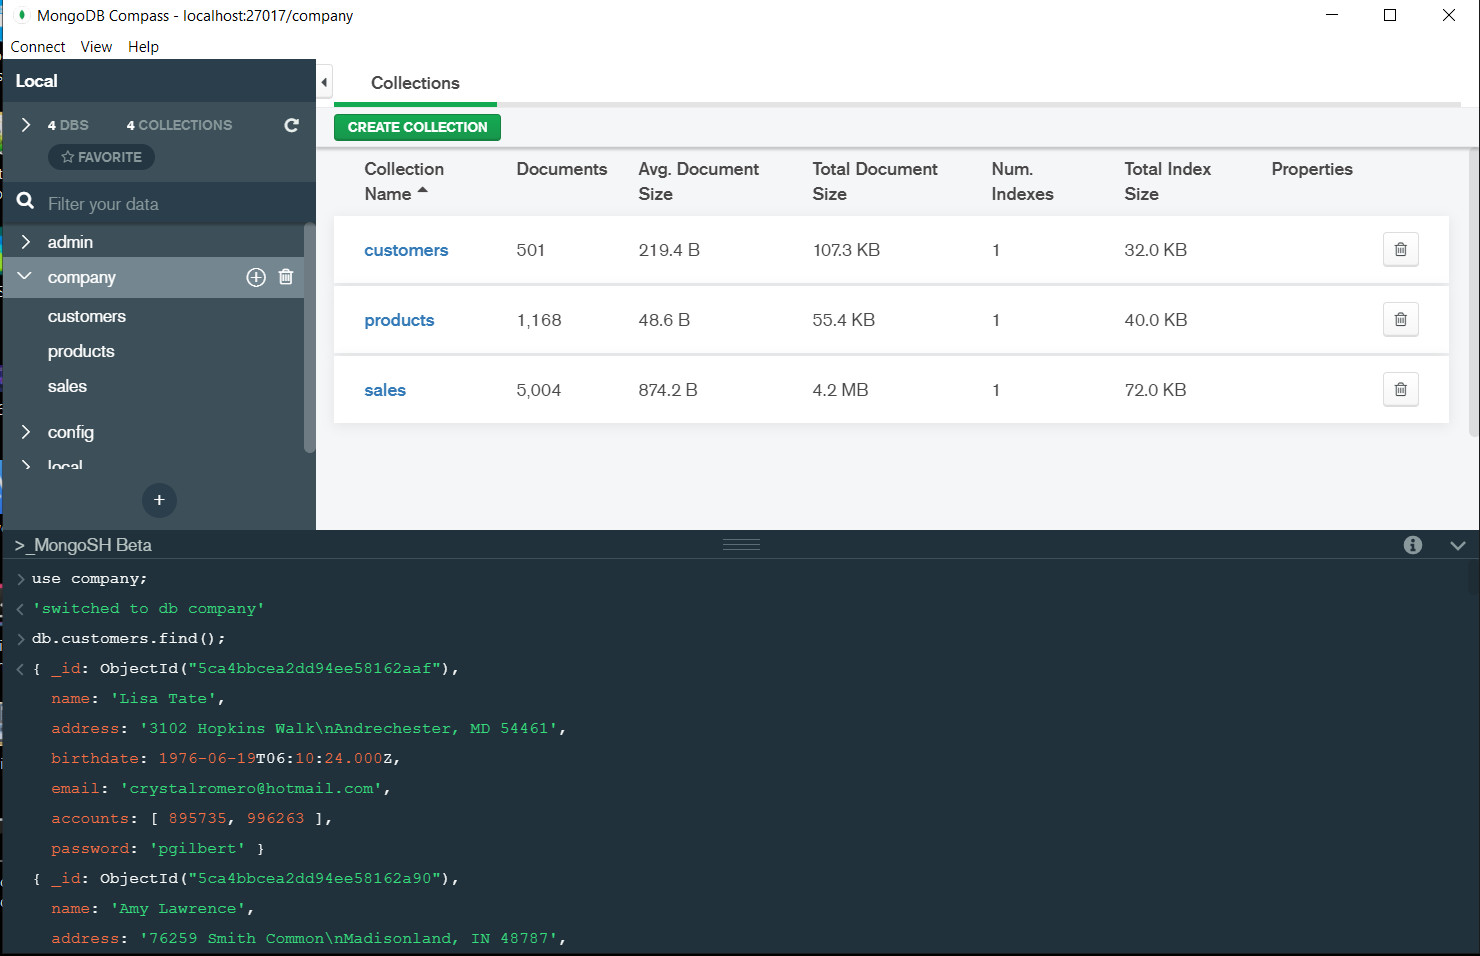 MongoDB Compass - localhost:27017/company
Connect View Help
Local
4 DBS 4 COLLECTIONS
FAVORITE
Filter your data
admin
company
customers
products
sales
config
local
Collections
CREATE COLLECTION
Collection Name Documents Avg. Document Size Total Document Size Num. Indexes Total Index Size Properties
customers 501 219.4 B 107.3 KB 1 32.0 KB
products 1,168 48.6 B 55.4 KB 1 40.0 KB
sales 5,004 874.2 B 4.2 MB 1 72.0 KB
>_MongoSH Beta
> use company;
< 'switched to db company'
> db.customers.find();
< { _id: ObjectId("5ca4bbcea2dd94ee58162aaf"),
name: 'Lisa Tate',
address: '3102 Hopkins Walk\nAndrechester, MD 54461',
birthdate: 1976-06-19T06:10:24.000Z,
email: 'crystalromero@hotmail.com',
accounts: [ 895735, 996263 ],
password: 'pgilbert' }
{ _id: ObjectId("5ca4bbcea2dd94ee58162a90"),
name: 'Amy Lawrence',
address: '76259 Smith Common\nMadisonland, IN 48787',